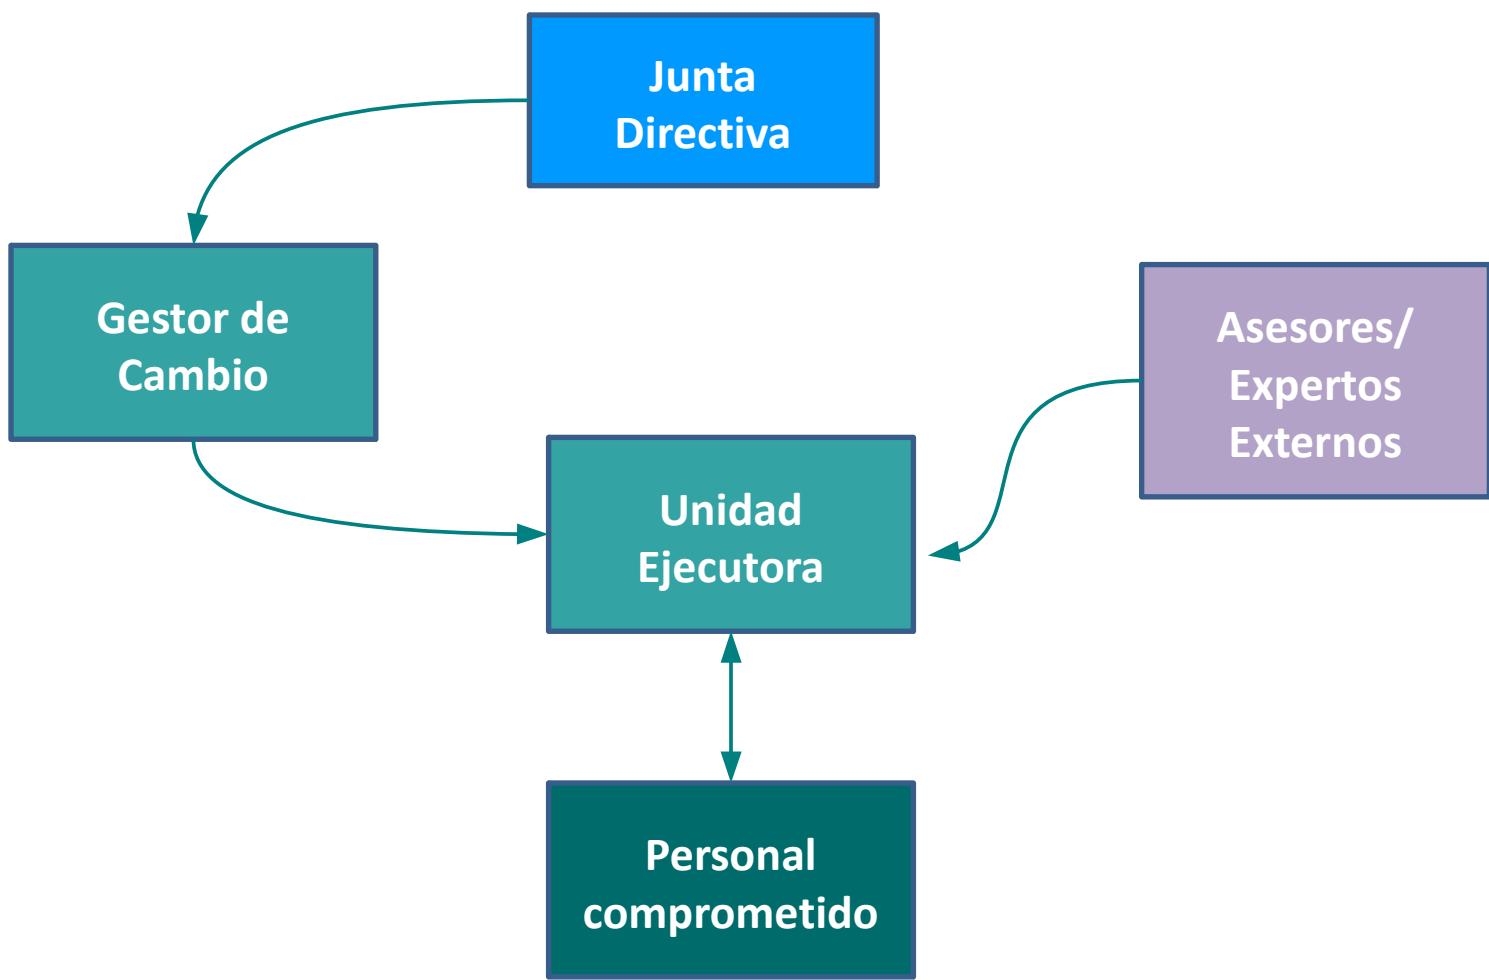 Junta
Directiva
Gestor de
Cambio
Asesores/
Expertos
Externos
Unidad
Ejecutora
Personal
comprometido